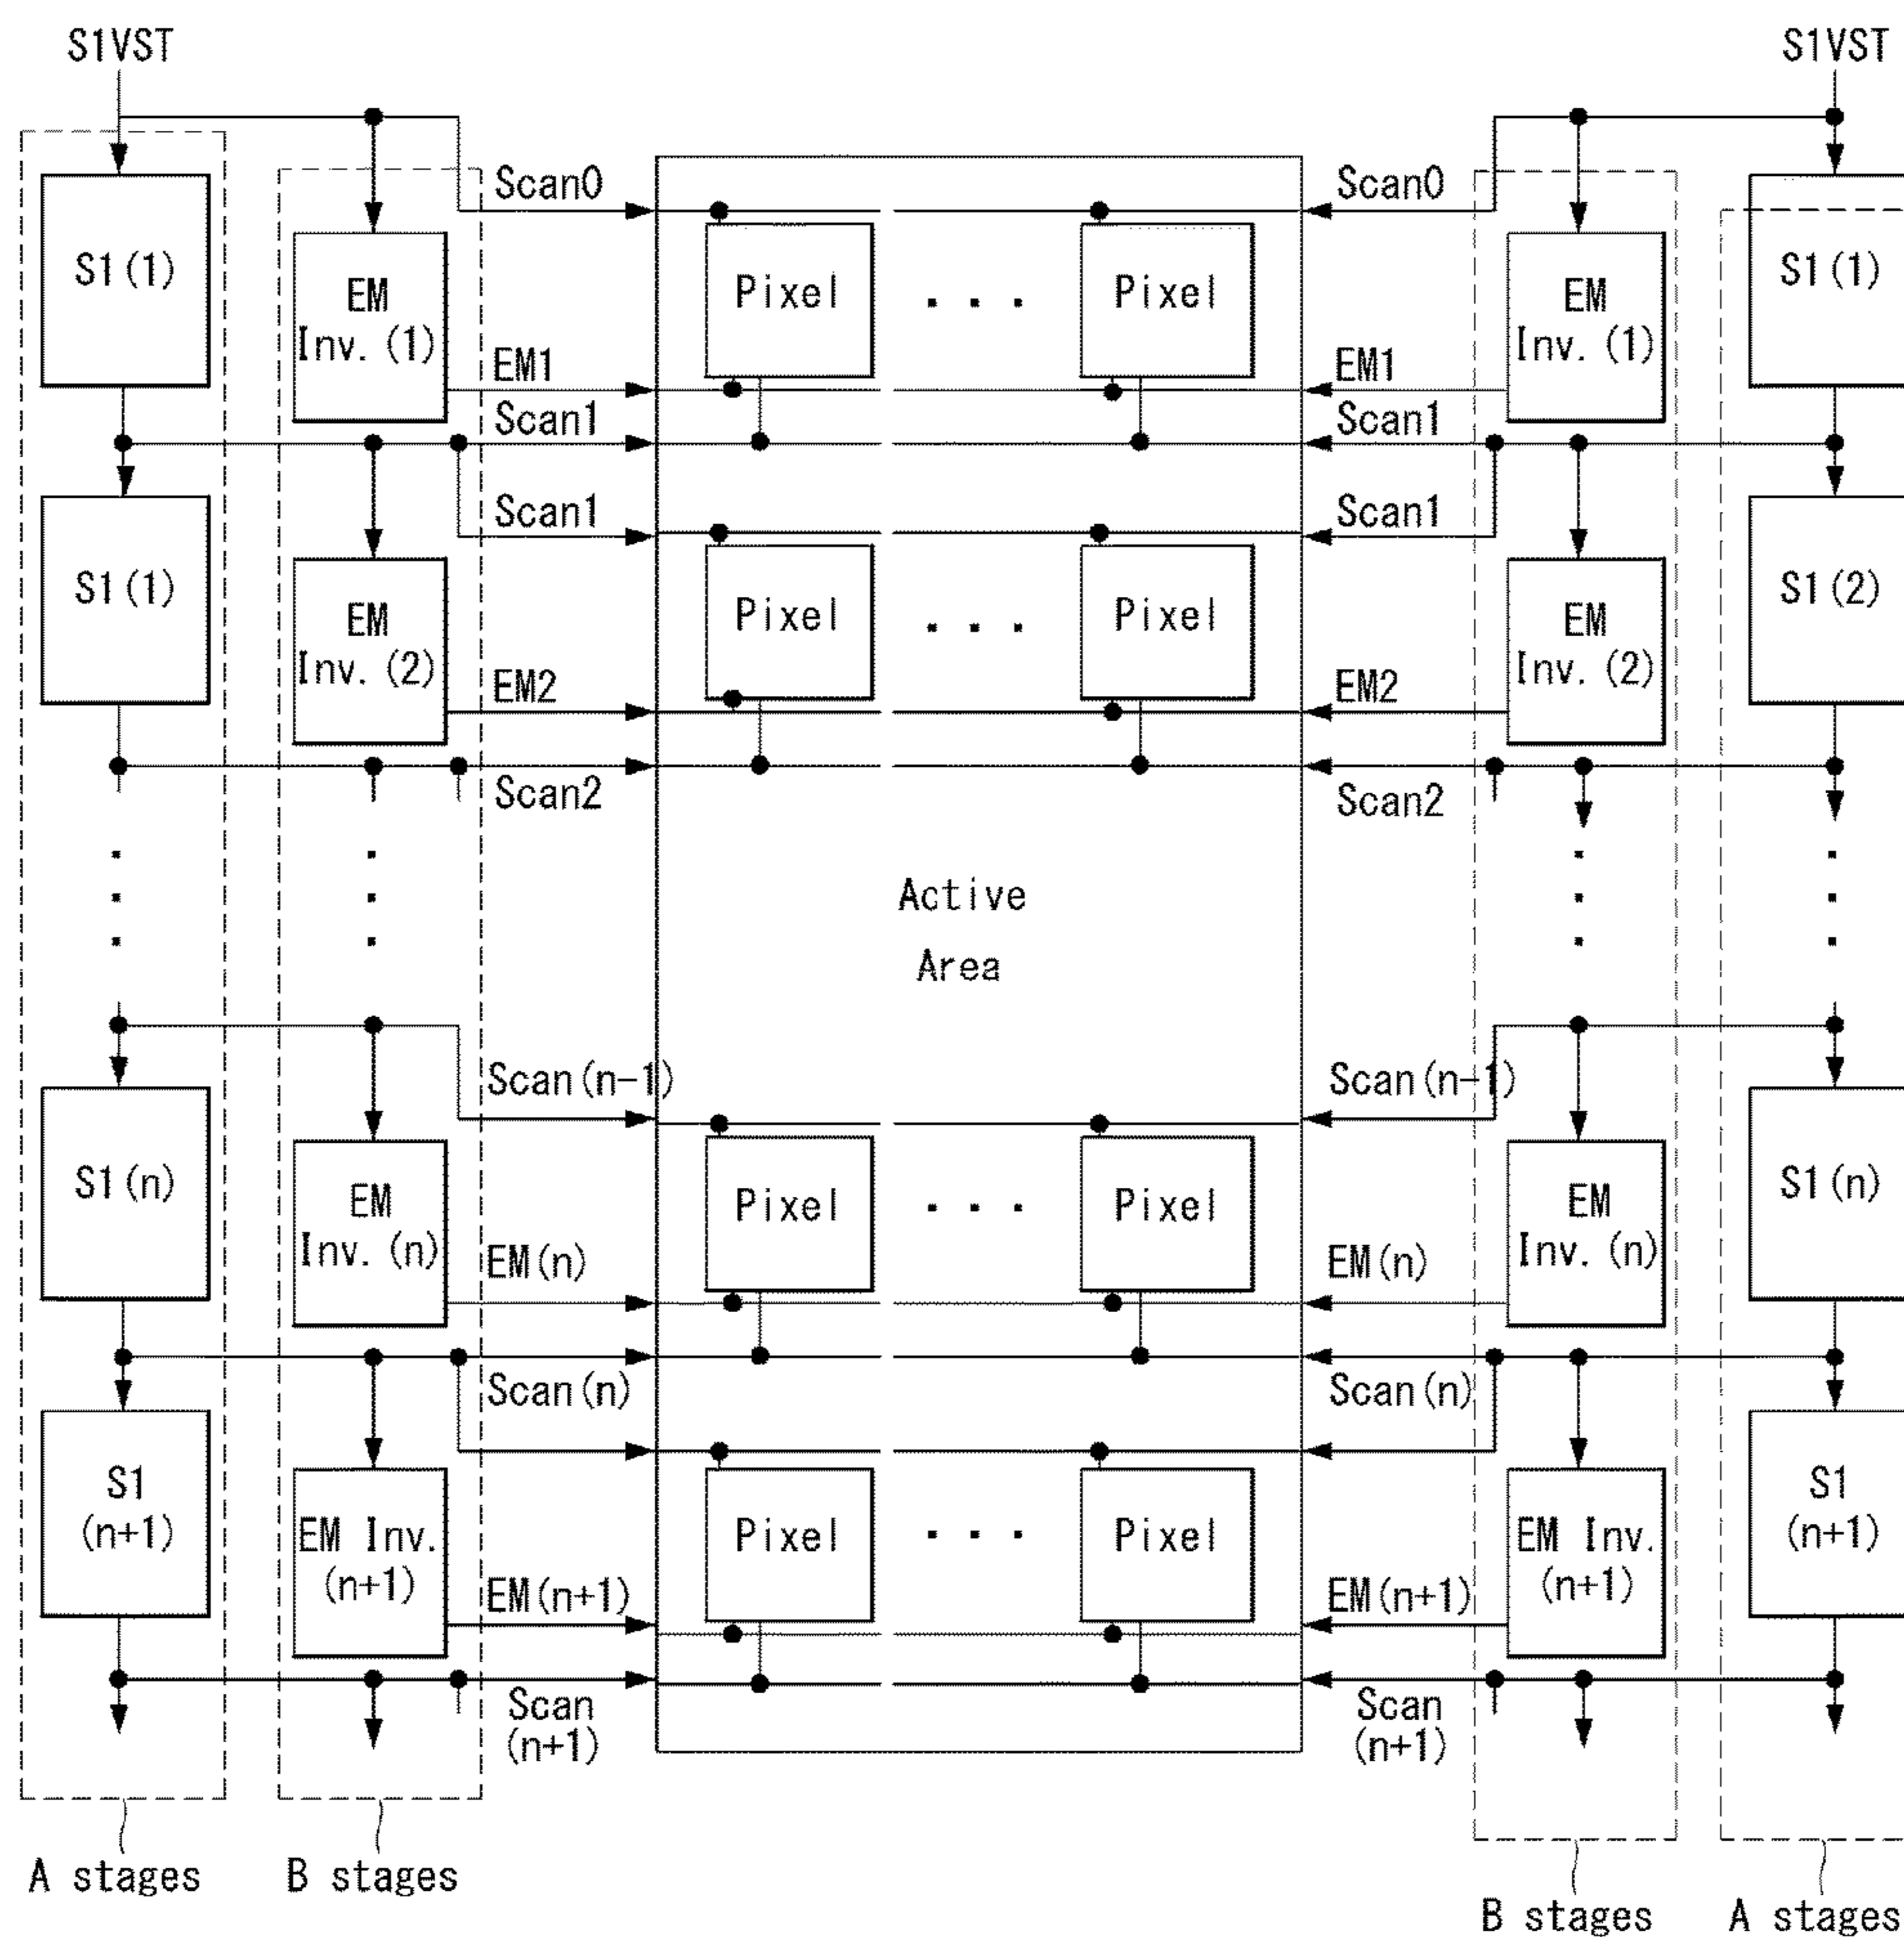 S1VST
S1VST
Scan0
Scan0
S1(1)
EM
Inv.(1)
Pixel
. . .
Pixel
EM
Inv.(1)
S1(1)
EM1
EM1
Scan1
Scan1
Scan1
Scan1
S1(1)
EM
Inv.(2)
Pixel
. . .
Pixel
EM
Inv.(2)
S1(2)
EM2
EM2
Scan2
Scan2
Active
Area
Scan(n-1)
Scan(n-1)
S1(n)
EM
Inv.(n)
Pixel
. . .
Pixel
EM
Inv.(n)
S1(n)
EM(n)
EM(n)
Scan(n)
Scan(n)
S1
(n+1)
EM Inv.
(n+1)
Pixel
. . .
Pixel
EM Inv.
(n+1)
S1
(n+1)
EM(n+1)
EM(n+1)
Scan
(n+1)
Scan
(n+1)
A stages
B stages
B stages
A stages